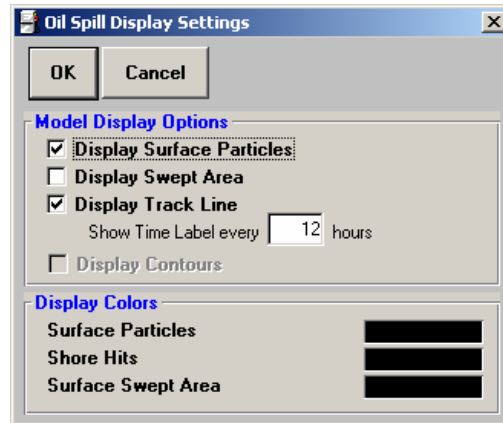 Oil Spill Display Settings
OK Cancel
Model Display Options
Display Surface Particles
Display Swept Area
Display Track Line
Show Time Label every 12 hours
Display Contours
Display Colors
Surface Particles
Shore Hits
Surface Swept Area